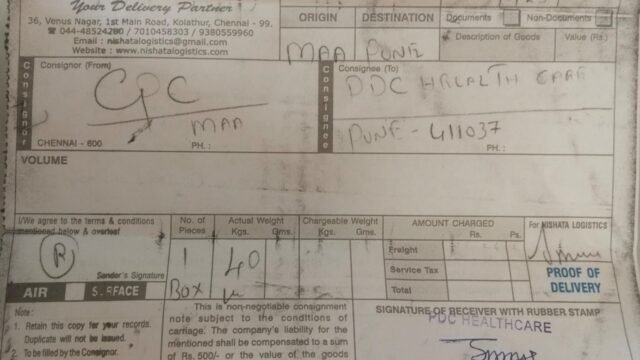 Your Delivery Partner
36, Venus Nagar, 1st Main Road, Kolathur, Chennai - 99.
☎ 044-48524280 / 7010458303 / 9380559960
Email : nishatalogistics@gmail.com
Website : www.nishatalogistics.com
ORIGIN
MAA
DESTINATION
PUNE
Documents
Non-Documents
Description of Goods
Value (Rs.)
Consignor
Consignor (From)
CPC
MAA
CHENNAI - 600
PH. :
Consignee
Consignee (To)
PDC HEALTH CARE
PUNE - 411037
PH. :
VOLUME
I/We agree to the terms & conditions
mentioned below & overleaf
R
Sender's Signature
AIR
SURFACE
No. of
Pieces
1
BOX
Actual Weight
Kgs. Gms.
40
Chargeable Weight
Kgs. Gms.
AMOUNT CHARGED
Rs. Ps.
Freight
Service Tax
Total
For NISHATA LOGISTICS
PROOF OF
DELIVERY
Note :
1. Retain this copy for your records.
Duplicate will not be issued.
2. To be filled by the Consignor.
This is non-negotiable consignment
note subject to the conditions of
carriage. The company's liability for the
mentioned shall be compensated to a sum
of Rs. 500/- or the value of the goods
SIGNATURE OF RECEIVER WITH RUBBER STAMP
PDC HEALTHCARE